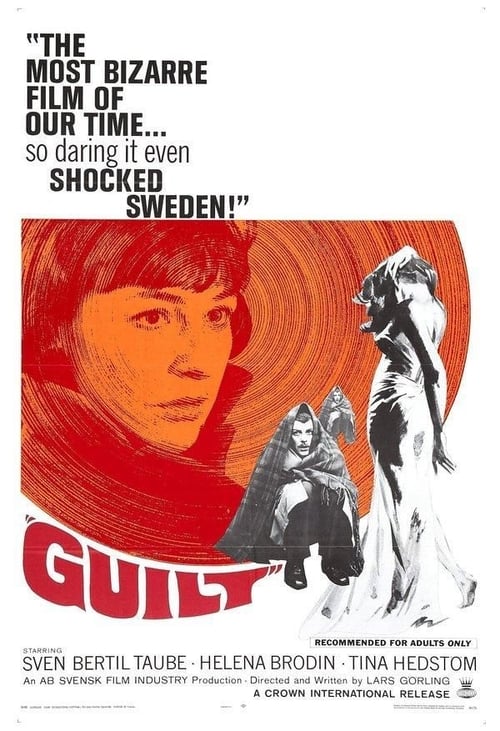 "THE
MOST BIZARRE
FILM OF
OUR TIME...
so daring it even
SHOCKED
SWEDEN!"
"GUILT"
RECOMMENDED FOR ADULTS ONLY
STARRING
SVEN BERTIL TAUBE · HELENA BRODIN · TINA HEDSTOM
An AB SVENSK FILM INDUSTRY Production · Directed and Written by LARS GÖRLING
A CROWN INTERNATIONAL RELEASE